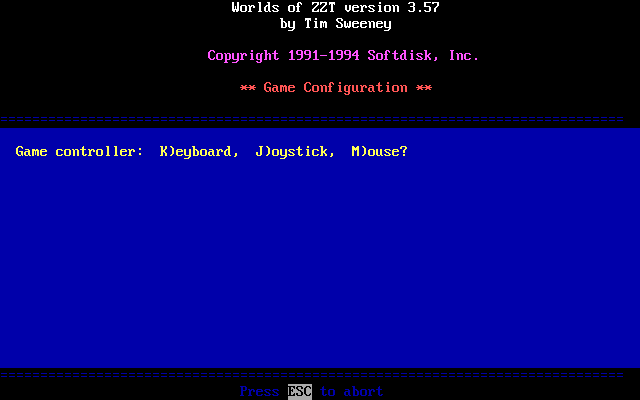 Worlds of ZZT version 3.57
by Tim Sweeney
Copyright 1991-1994 Softdisk, Inc.
** Game Configuration **
Game controller:  K)eyboard,  J)oystick,  M)ouse?
Press ESC to abort